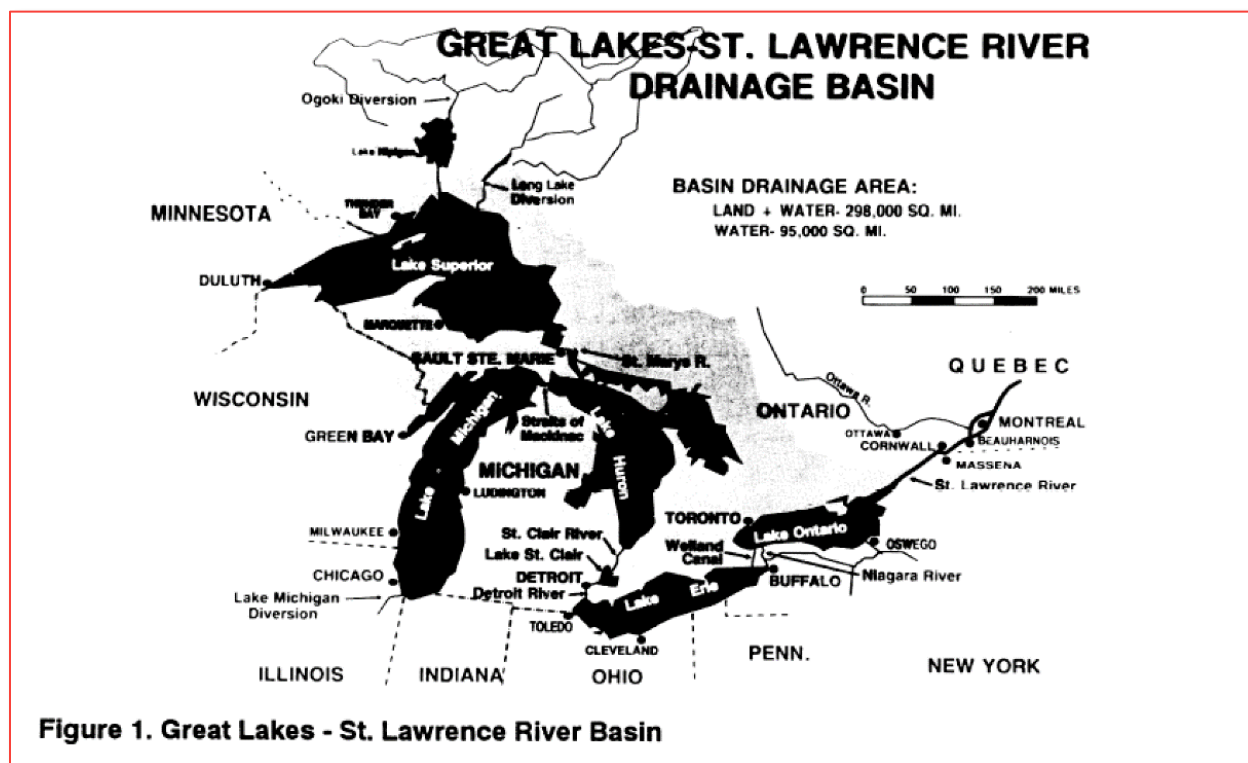 GREAT LAKES-ST. LAWRENCE RIVER
DRAINAGE BASIN
Ogoki Diversion
Lake Nipigon
Long Lake
Diversion
BASIN DRAINAGE AREA:
LAND + WATER- 298,000 SQ. MI.
WATER- 95,000 SQ. MI.
MINNESOTA
THUNDER
BAY
Lake Superior
DULUTH
0 50 100 150 200 MILES
MARQUETTE
SAULT STE. MARIE
St. Marys R.
QUEBEC
WISCONSIN
Ottawa R.
ONTARIO
MONTREAL
OTTAWA
BEAUHARNOIS
CORNWALL
MASSENA
St. Lawrence River
GREEN BAY
Straits of
Mackinac
Lake Michigan
Lake Huron
MICHIGAN
LUDINGTON
TORONTO
Lake Ontario
OSWEGO
MILWAUKEE
St. Clair River
Lake St. Clair
Welland
Canal
Niagara River
CHICAGO
DETROIT
Detroit River
BUFFALO
Lake Erie
Lake Michigan
Diversion
TOLEDO
CLEVELAND
PENN.
NEW YORK
ILLINOIS
INDIANA
OHIO
Figure 1. Great Lakes - St. Lawrence River Basin